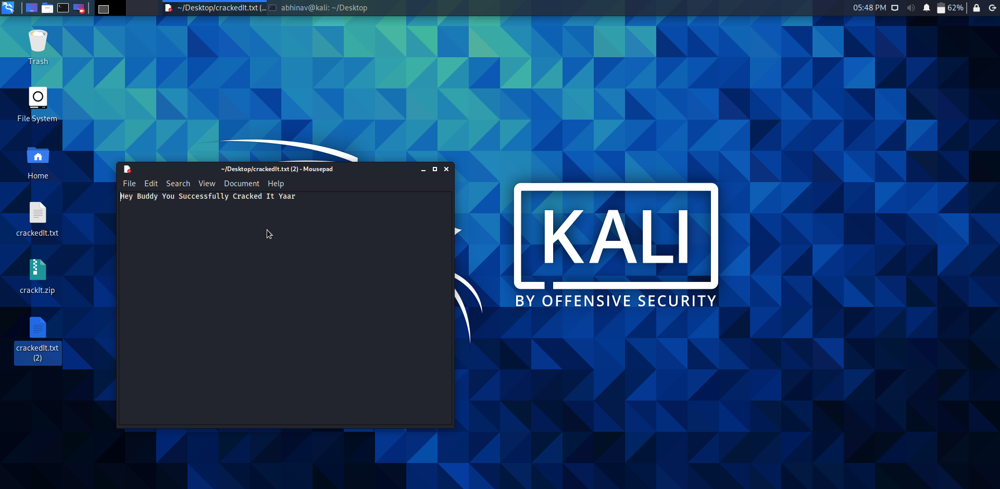 ~/Desktop/crackedIt.txt (...
abhinav@kali: ~/Desktop
05:48 PM
62%
Trash
File System
Home
crackedIt.txt
crackIt.zip
crackedIt.txt
(2)
~/Desktop/crackedIt.txt (2) - Mousepad
File Edit Search View Document Help
Hey Buddy You Successfully Cracked It Yaar
KALI
BY OFFENSIVE SECURITY